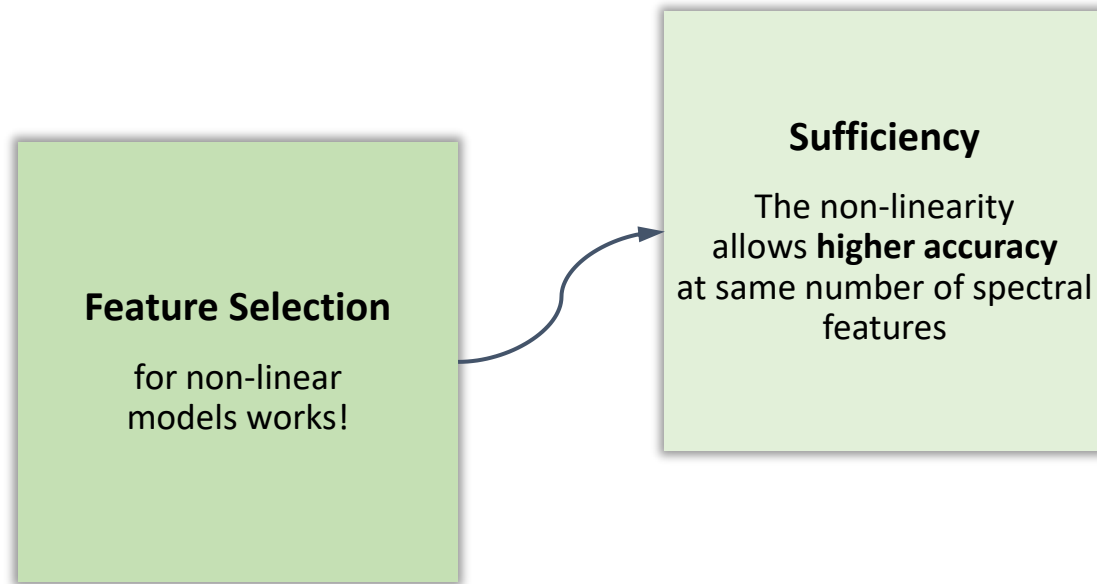 Feature Selection
for non-linear
models works!
Sufficiency
The non-linearity
allows higher accuracy
at same number of spectral
features